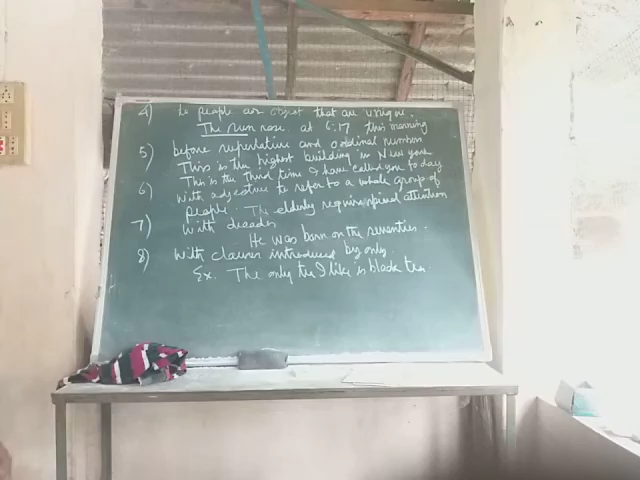 4) to people or object that are unique.
The sun rose at 6:17 this morning
5) before superlative and ordinal numbers
This is the highest building in New York
This is the third time I have called you today
6) With adjective to refer to a whole group of
people. The elderly require special attention
7) With decades
He was born on the seventies.
8) With clauses introduced by only.
Ex. The only tea I like is black tea.